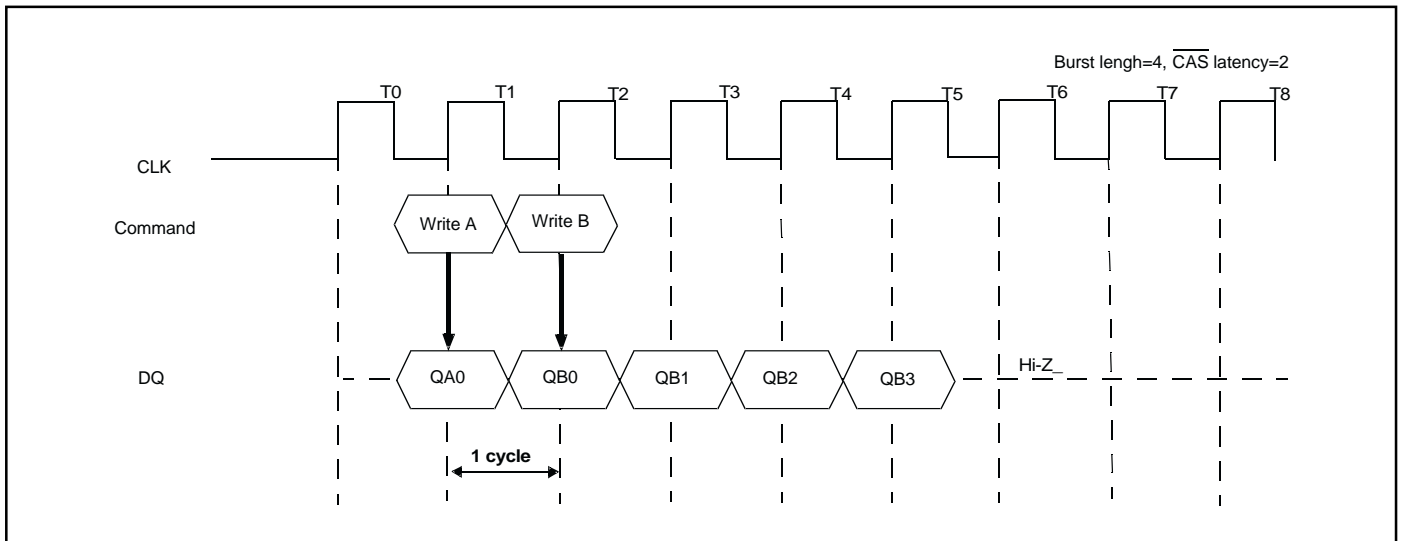 Burst lengh=4, CAS latency=2
T0 T1 T2 T3 T4 T5 T6 T7 T8
CLK
Command Write A Write B
DQ QA0 QB0 QB1 QB2 QB3 Hi-Z_
1 cycle